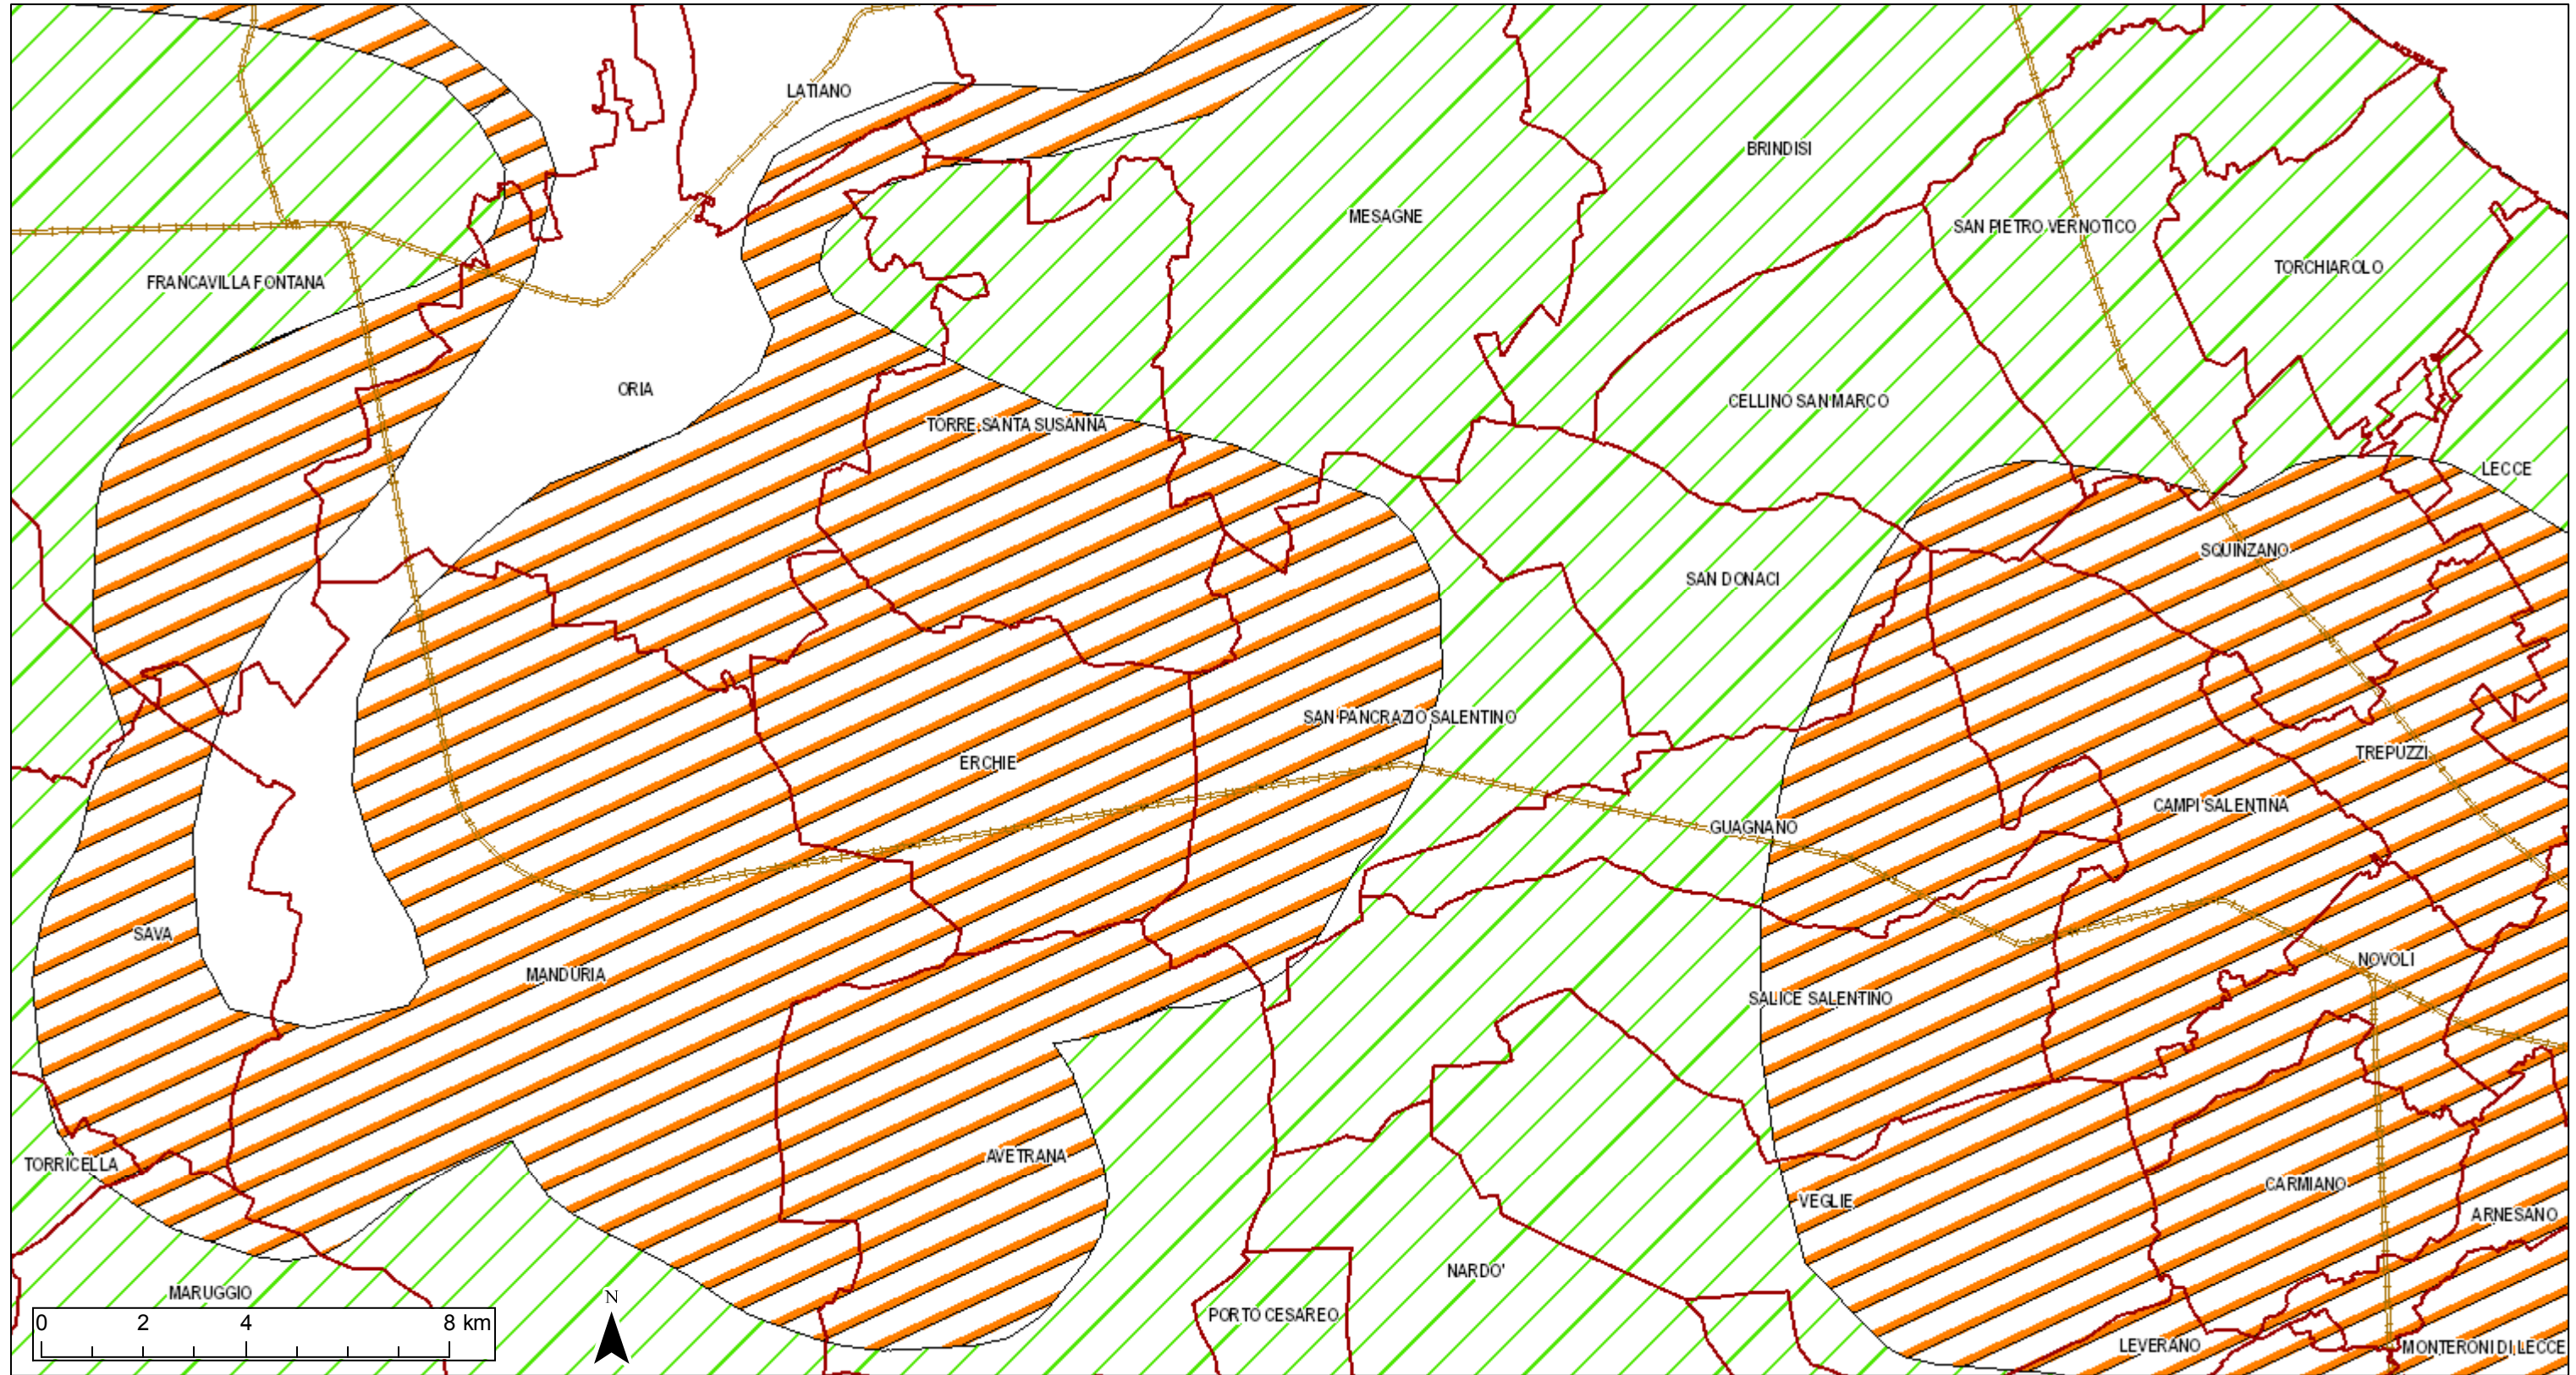 LATIANO
BRINDISI
MESAGNE
SAN PIETRO VERNOTICO
TORCHIAROLO
FRANCAVILLA FONTANA
ORIA
CELLINO SAN MARCO
TORRE SANTA SUSANNA
LECCE
SQUINZANO
SAN DONACI
SAN PANCRAZIO SALENTINO
TREPUZZI
ERCHIE
CAMPI SALENTINA
GUAGNANO
SAVA
NOVOLI
MANDURIA
SALICE SALENTINO
AVETRANA
TORRICELLA
CARMIANO
VEGLIE
ARNESANO
NARDO'
MARUGGIO
N
PORTO CESAREO
0 2 4 8 km
LEVERANO
MONTERONI DI LECCE